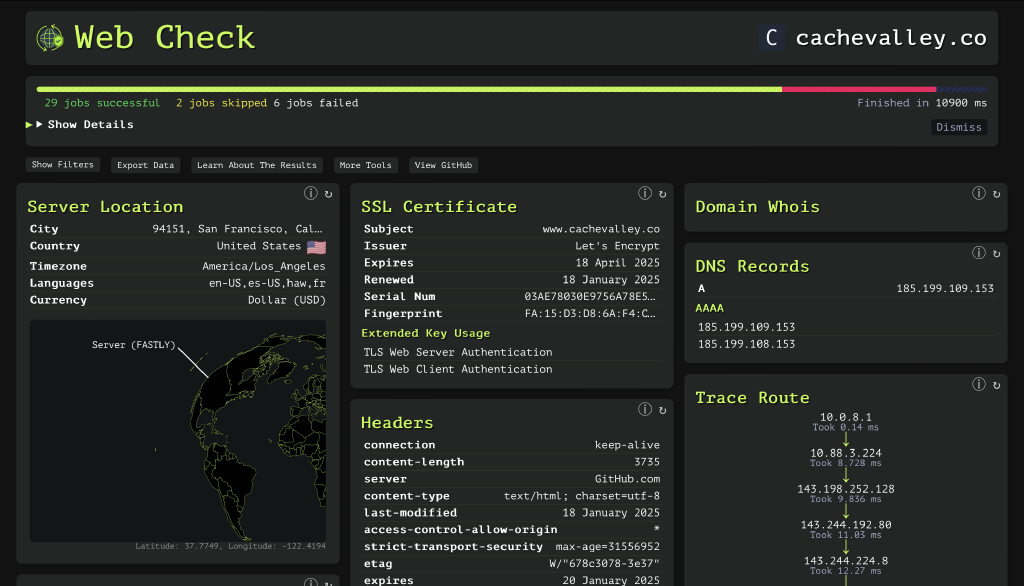 Web Check
C cachevalley.co
29 jobs successful 2 jobs skipped 6 jobs failed
Finished in 10900 ms
Show Details
Dismiss
Show Filters Export Data Learn About The Results More Tools View GitHub
Server Location
City 94151, San Francisco, Cal…
Country United States
Timezone America/Los_Angeles
Languages en-US,es-US,haw,fr
Currency Dollar (USD)
Server (FASTLY)
Latitude: 37.7749, Longitude: -122.4194
SSL Certificate
Subject www.cachevalley.co
Issuer Let's Encrypt
Expires 18 April 2025
Renewed 18 January 2025
Serial Num 03AE78030E9756A78E5…
Fingerprint FA:15:D3:D8:6A:F4:C…
Extended Key Usage
TLS Web Server Authentication
TLS Web Client Authentication
Headers
connection keep-alive
content-length 3735
server GitHub.com
content-type text/html; charset=utf-8
last-modified 18 January 2025
access-control-allow-origin *
strict-transport-security max-age=31556952
etag W/"678c3078-3e37"
expires 20 January 2025
Domain Whois
DNS Records
A 185.199.109.153
AAAA
185.199.109.153
185.199.108.153
Trace Route
10.0.8.1
Took 0.14 ms
10.88.3.224
Took 8.728 ms
143.198.252.128
Took 9.836 ms
143.244.192.80
Took 11.03 ms
143.244.224.8
Took 12.27 ms